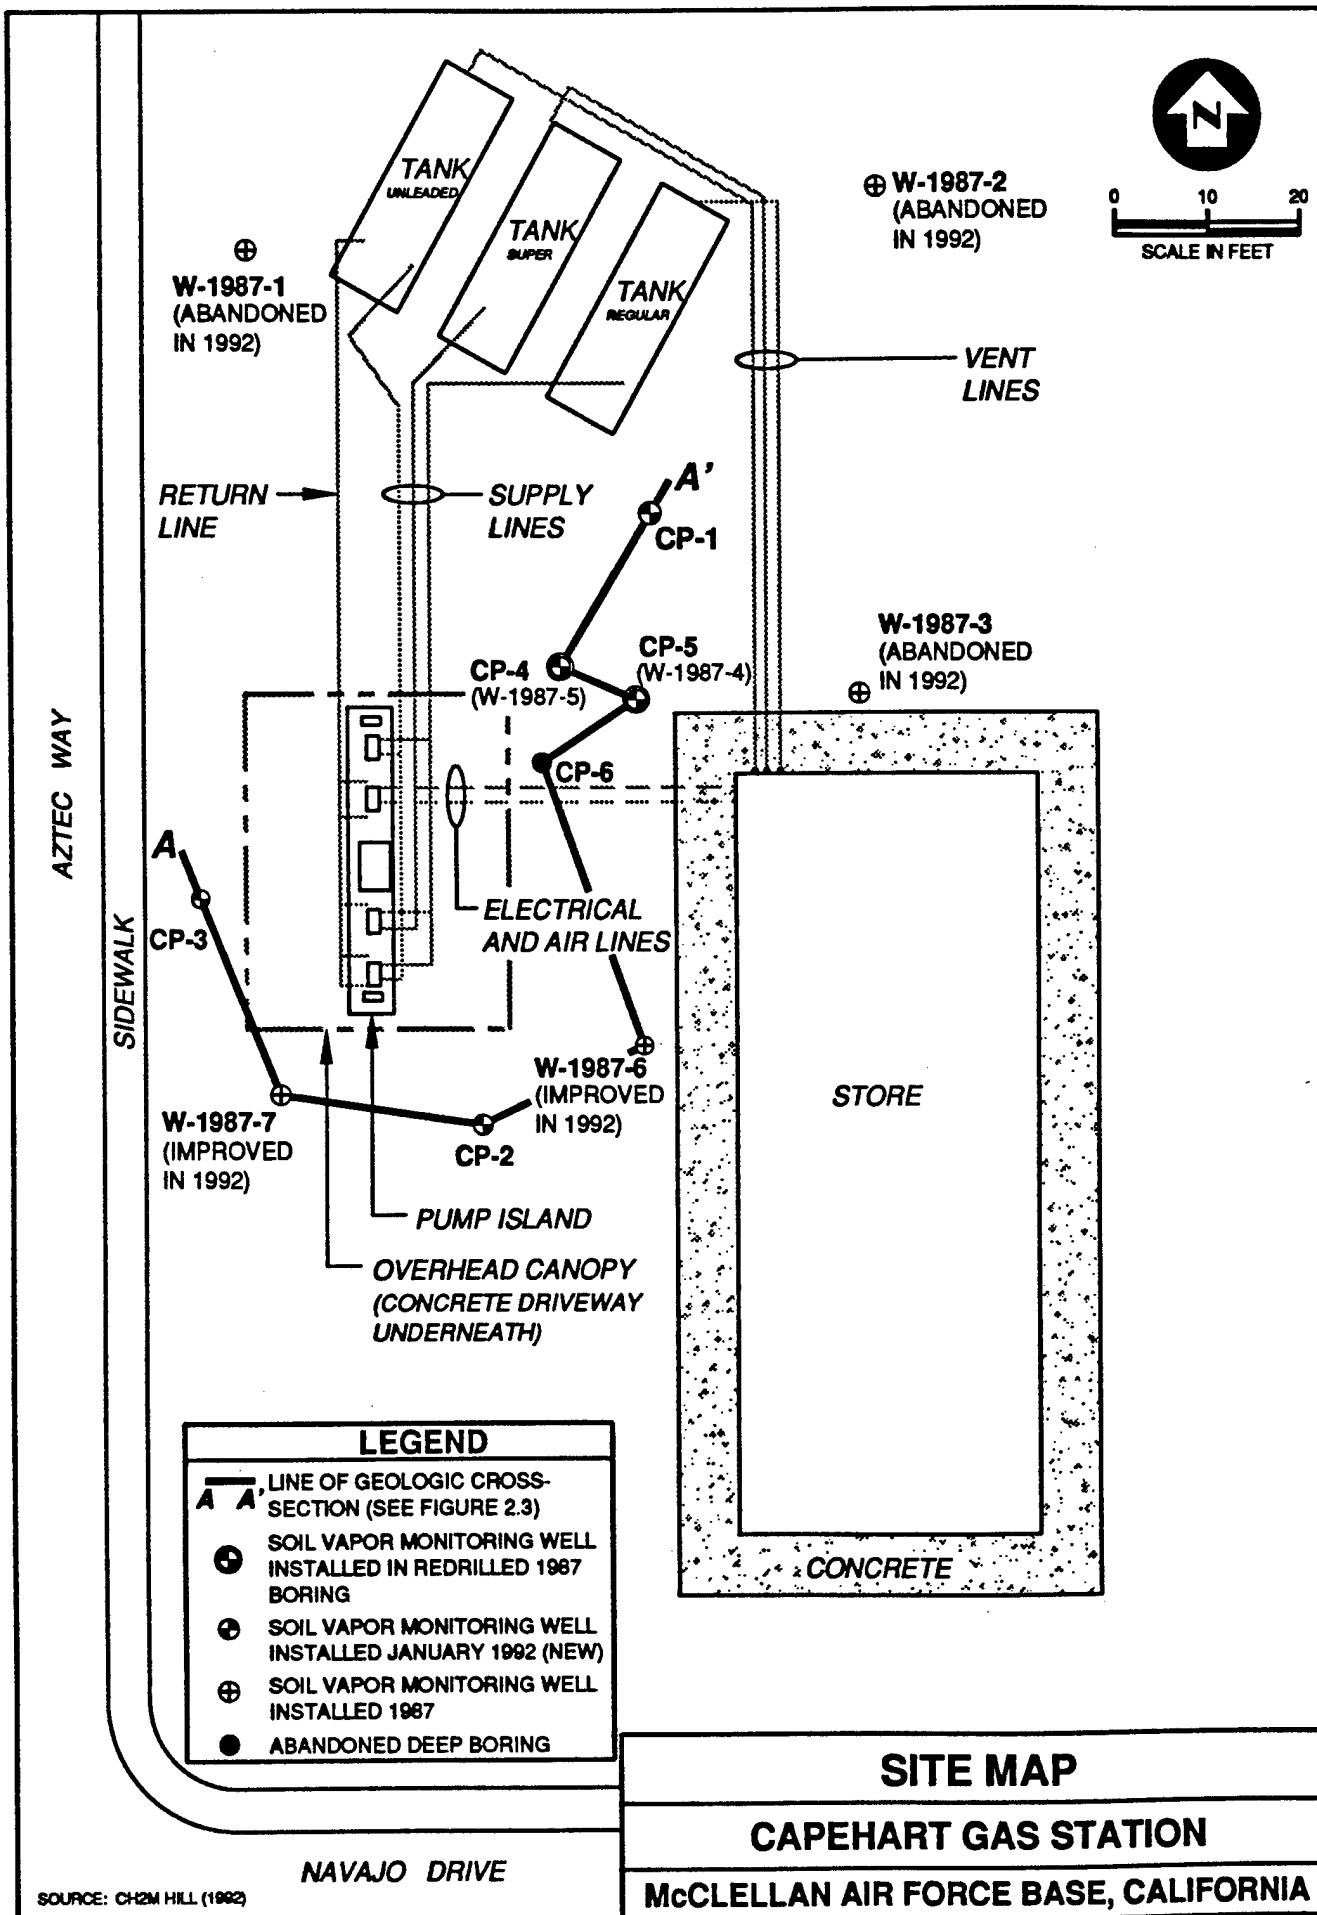 N
0 10 20
SCALE IN FEET
TANK
UNLEADED
TANK
SUPER
TANK
REGULAR
W-1987-2
(ABANDONED
IN 1992)
W-1987-1
(ABANDONED
IN 1992)
VENT
LINES
RETURN
LINE
SUPPLY
LINES
A'
CP-1
W-1987-3
(ABANDONED
IN 1992)
CP-5
(W-1987-4)
CP-4
(W-1987-5)
CP-6
AZTEC WAY
SIDEWALK
A
CP-3
ELECTRICAL
AND AIR LINES
W-1987-6
(IMPROVED
IN 1992)
W-1987-7
(IMPROVED
IN 1992)
CP-2
STORE
PUMP ISLAND
OVERHEAD CANOPY
(CONCRETE DRIVEWAY
UNDERNEATH)
CONCRETE
LEGEND
A A' LINE OF GEOLOGIC CROSS-
SECTION (SEE FIGURE 2.3)
SOIL VAPOR MONITORING WELL
INSTALLED IN REDRILLED 1987
BORING
SOIL VAPOR MONITORING WELL
INSTALLED JANUARY 1992 (NEW)
SOIL VAPOR MONITORING WELL
INSTALLED 1987
ABANDONED DEEP BORING
NAVAJO DRIVE
SOURCE: CH2M HILL (1992)
SITE MAP
CAPEHART GAS STATION
McCLELLAN AIR FORCE BASE, CALIFORNIA